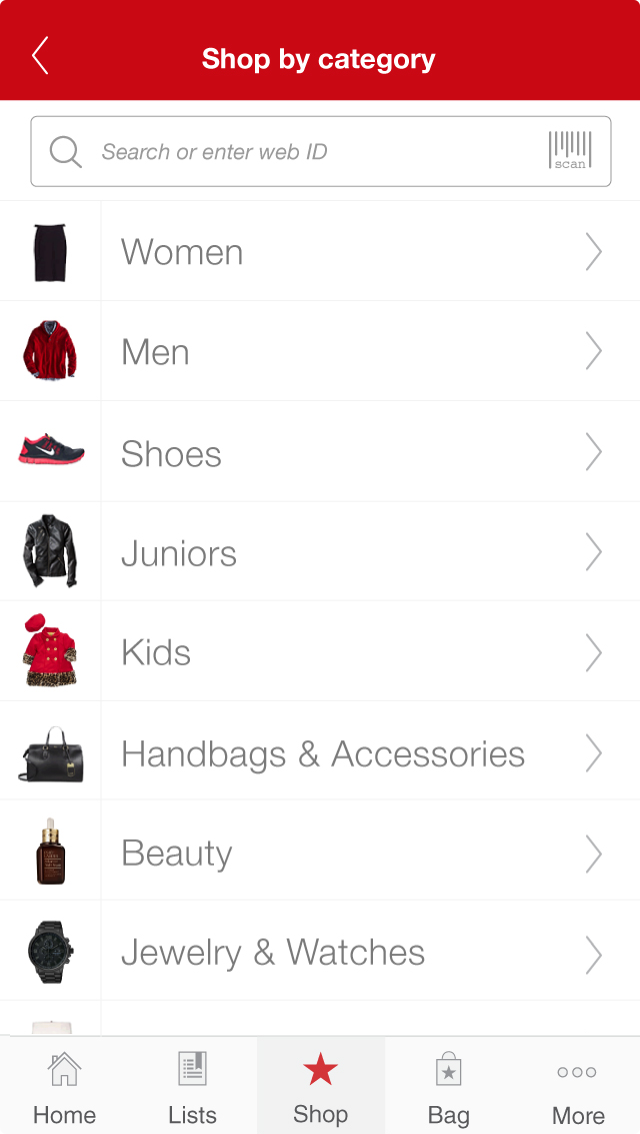 Shop by category
Search or enter web ID
scan
Women
Men
Shoes
Juniors
Kids
Handbags & Accessories
Beauty
Jewelry & Watches
Home
Lists
Shop
Bag
More